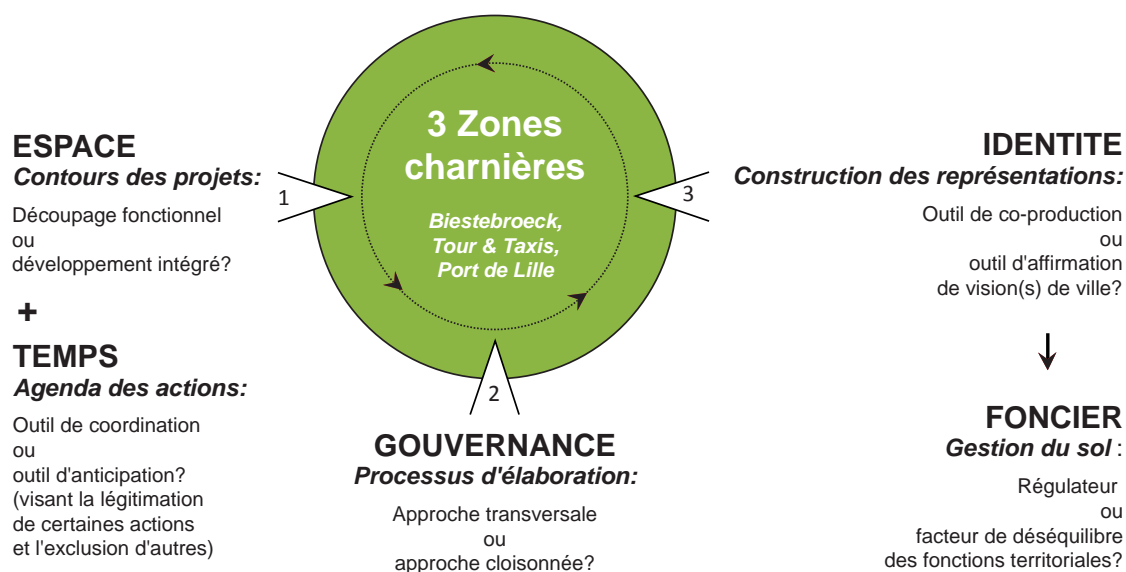 3 Zones
charnières
Biestebroeck,
Tour & Taxis,
Port de Lille
1
ESPACE
Contours des projets:
Découpage fonctionnel
ou
développement intégré?
+
TEMPS
Agenda des actions:
Outil de coordination
ou
outil d'anticipation?
(visant la légitimation
de certaines actions
et l'exclusion d'autres)
2
GOUVERNANCE
Processus d'élaboration:
Approche transversale
ou
approche cloisonnée?
3
IDENTITE
Construction des représentations:
Outil de co-production
ou
outil d'affirmation
de vision(s) de ville?
FONCIER
Gestion du sol :
Régulateur
ou
facteur de déséquilibre
des fonctions territoriales?